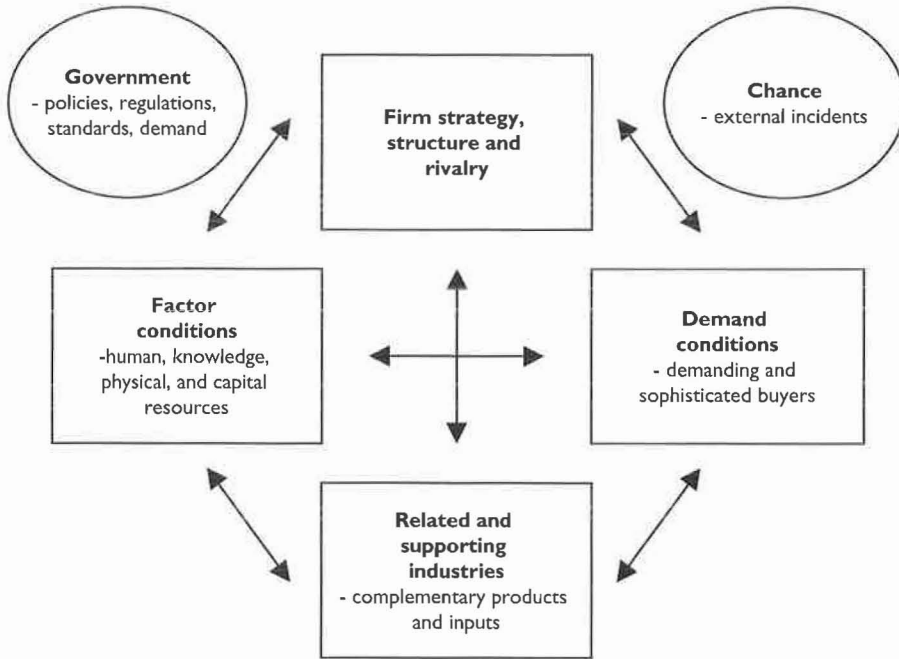 Government
- policies, regulations,
standards, demand
Firm strategy,
structure and
rivalry
Chance
- external incidents
Factor
conditions
-human, knowledge,
physical, and capital
resources
Demand
conditions
- demanding and
sophisticated buyers
Related and
supporting
industries
- complementary products
and inputs